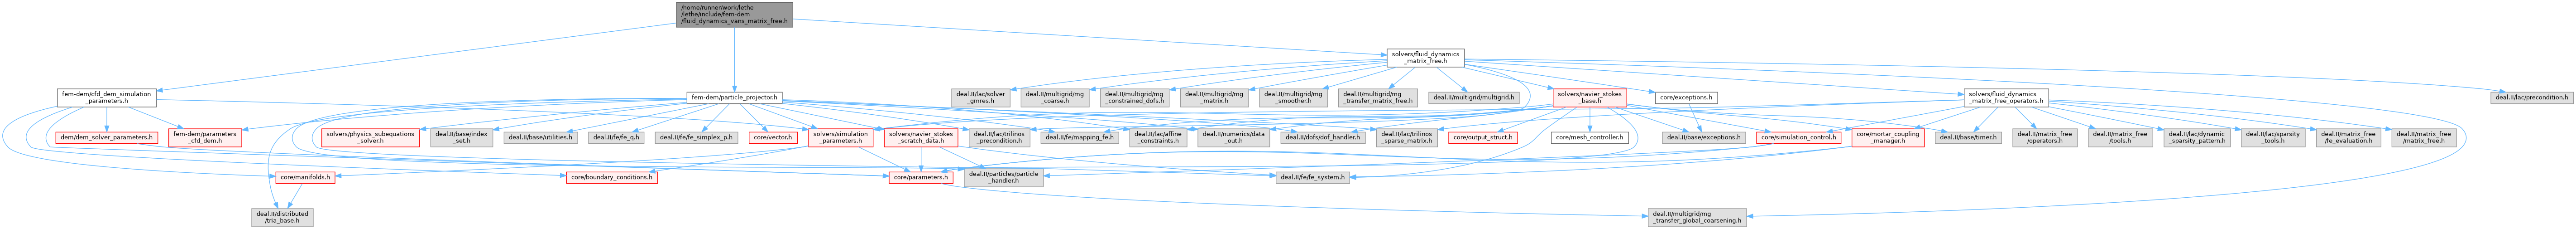 /home/runner/work/lethe
/lethe/include/fem-dem
/fluid_dynamics_vans_matrix_free.h
solvers/fluid_dynamics
_matrix_free.h
fem-dem/cfd_dem_simulation
_parameters.h
fem-dem/particle_projector.h
deal.II/lac/solver
_gmres.h
deal.II/multigrid/mg
_coarse.h
deal.II/multigrid/mg
_constrained_dofs.h
deal.II/multigrid/mg
_matrix.h
deal.II/multigrid/mg
_smoother.h
deal.II/multigrid/mg
_transfer_matrix_free.h
deal.II/multigrid/multigrid.h
solvers/navier_stokes
_base.h
core/exceptions.h
solvers/fluid_dynamics
_matrix_free_operators.h
deal.II/lac/precondition.h
dem/dem_solver_parameters.h
fem-dem/parameters
_cfd_dem.h
solvers/physics_subequations
_solver.h
deal.II/base/index
_set.h
deal.II/base/utilities.h
deal.II/fe/fe_q.h
deal.II/fe/fe_simplex_p.h
core/vector.h
solvers/simulation
_parameters.h
solvers/navier_stokes
_scratch_data.h
deal.II/lac/trilinos
_precondition.h
deal.II/fe/mapping_fe.h
deal.II/lac/affine
_constraints.h
deal.II/numerics/data
_out.h
deal.II/dofs/dof_handler.h
deal.II/lac/trilinos
_sparse_matrix.h
core/output_struct.h
core/mesh_controller.h
deal.II/base/exceptions.h
core/simulation_control.h
core/mortar_coupling
_manager.h
deal.II/base/timer.h
deal.II/matrix_free
/operators.h
deal.II/matrix_free
/tools.h
deal.II/lac/dynamic
_sparsity_pattern.h
deal.II/lac/sparsity
_tools.h
deal.II/matrix_free
/fe_evaluation.h
deal.II/matrix_free
/matrix_free.h
core/manifolds.h
core/boundary_conditions.h
core/parameters.h
deal.II/particles/particle
_handler.h
deal.II/fe/fe_system.h
deal.II/distributed
/tria_base.h
deal.II/multigrid/mg
_transfer_global_coarsening.h